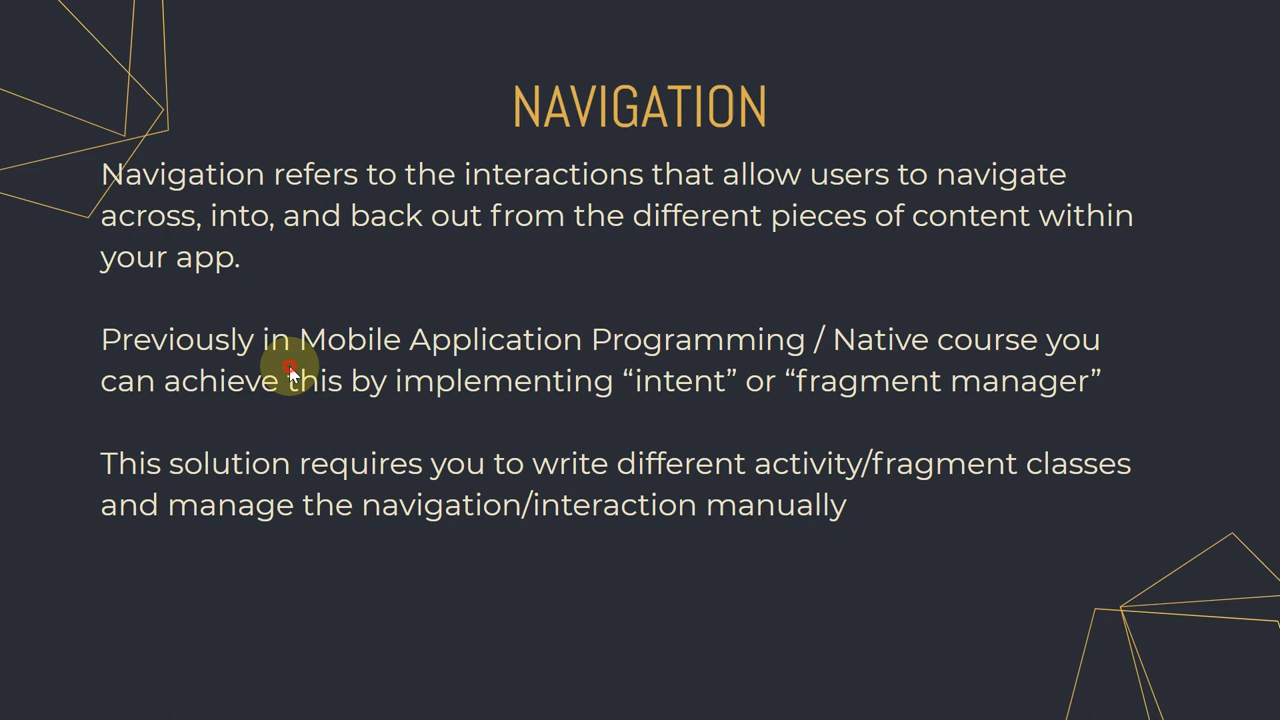 NAVIGATION
Navigation refers to the interactions that allow users to navigate
across, into, and back out from the different pieces of content within
your app.
Previously in Mobile Application Programming / Native course you
can achieve this by implementing “intent” or “fragment manager”
This solution requires you to write different activity/fragment classes
and manage the navigation/interaction manually